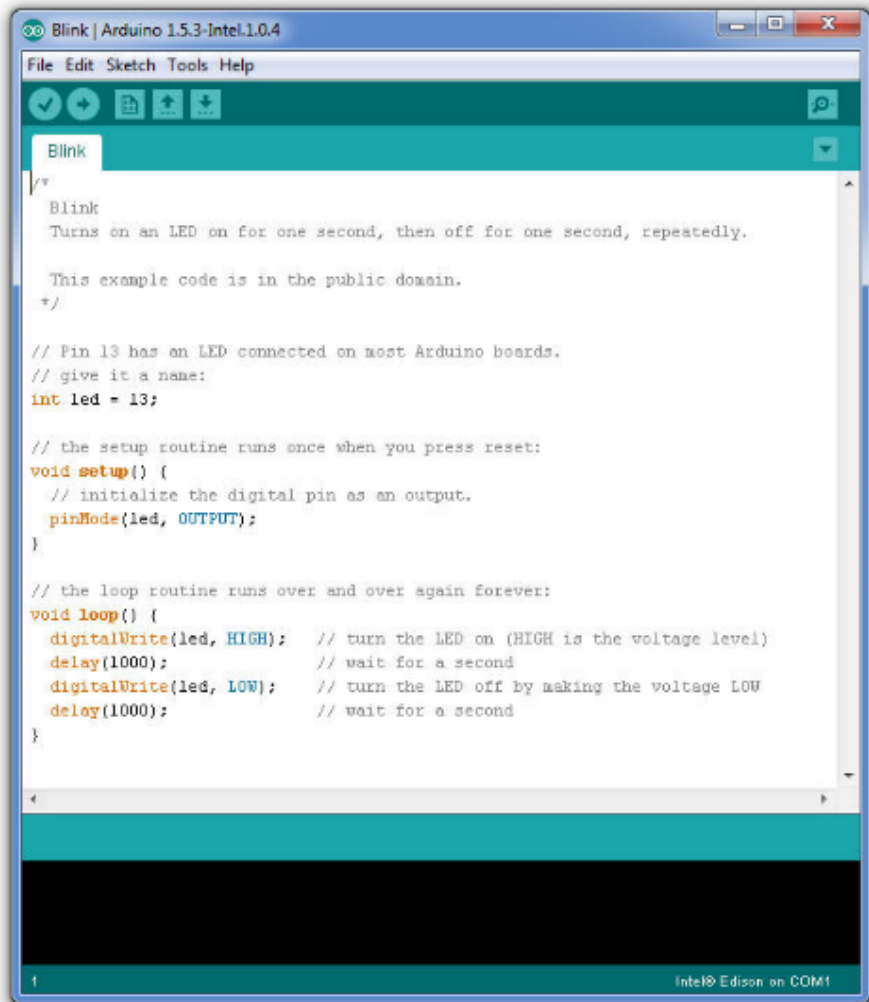 Blink | Arduino 1.5.3-Intel.1.0.4
File Edit Sketch Tools Help
Blink
/*
  Blink
  Turns on an LED on for one second, then off for one second, repeatedly.

  This example code is in the public domain.
 */

// Pin 13 has an LED connected on most Arduino boards.
// give it a name:
int led = 13;

// the setup routine runs once when you press reset:
void setup() {
  // initialize the digital pin as an output.
  pinMode(led, OUTPUT);
}

// the loop routine runs over and over again forever:
void loop() {
  digitalWrite(led, HIGH);   // turn the LED on (HIGH is the voltage level)
  delay(1000);               // wait for a second
  digitalWrite(led, LOW);    // turn the LED off by making the voltage LOW
  delay(1000);               // wait for a second
}
1 Intel® Edison on COM1